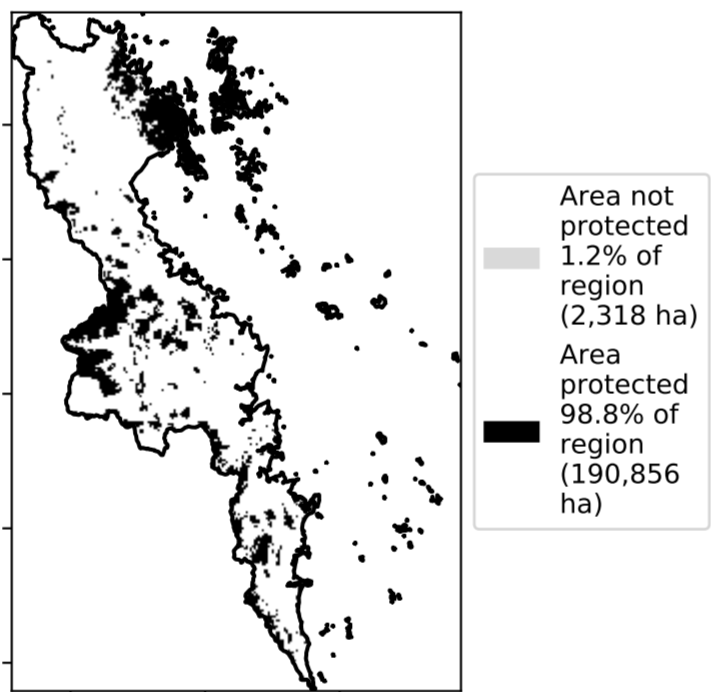 Area not
protected
1.2% of
region
(2,318 ha)
Area
protected
98.8% of
region
(190,856
ha)